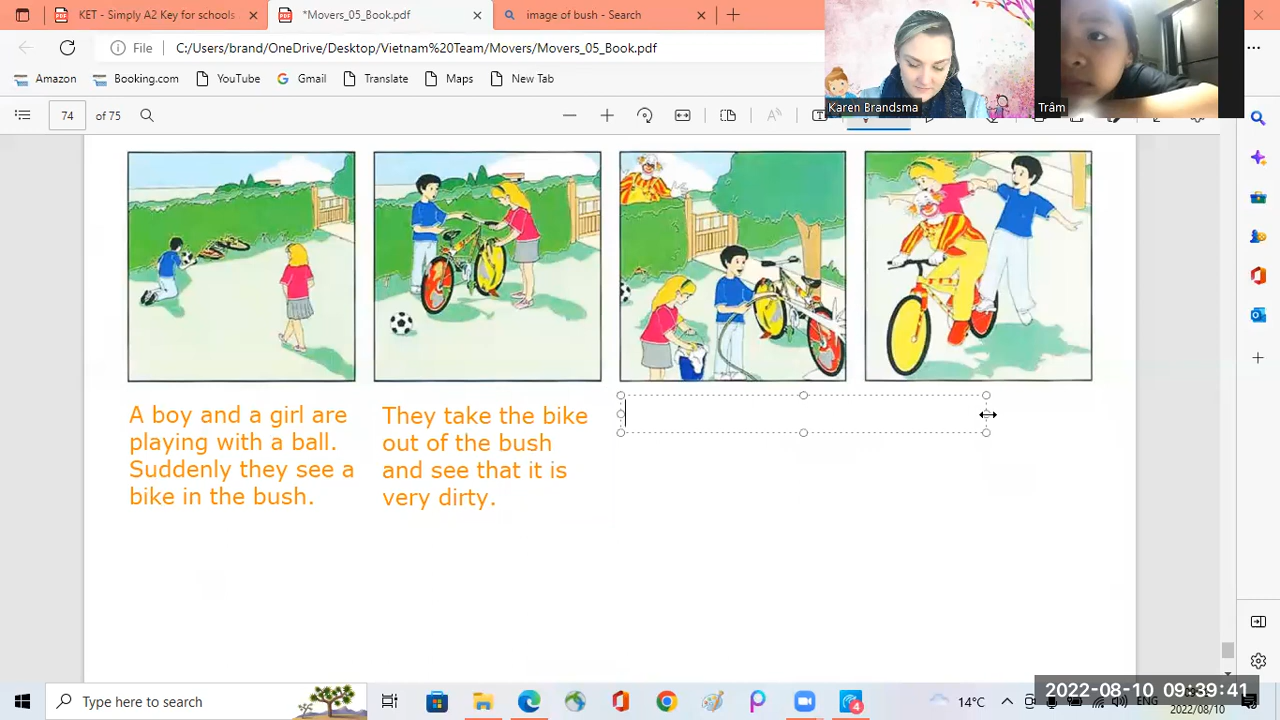 KET - Simply A2 Key for schools
*Movers_05_Book.pdf
image of bush - Search
File
C:/Users/brand/OneDrive/Desktop/Vietnam%20Team/Movers/Movers_05_Book.pdf
Amazon
Booking.com
YouTube
Gmail
Translate
Maps
New Tab
Karen Brandsma
Trâm
74 of 75
A boy and a girl are
playing with a ball.
Suddenly they see a
bike in the bush.
They take the bike
out of the bush
and see that it is
very dirty.
Type here to search
4
14°C
ENG
2022-08-10 09:39:41
2022/08/10